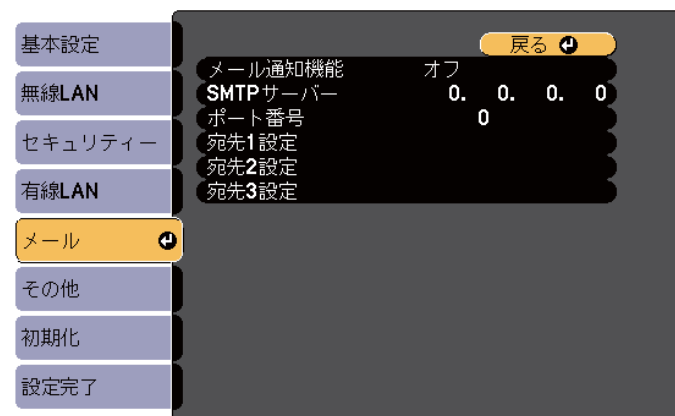 基本設定
無線LAN
セキュリティー
有線LAN
メール
その他
初期化
設定完了
戻る
メール通知機能 オフ
SMTPサーバー 0. 0. 0. 0
ポート番号 0
宛先1設定
宛先2設定
宛先3設定